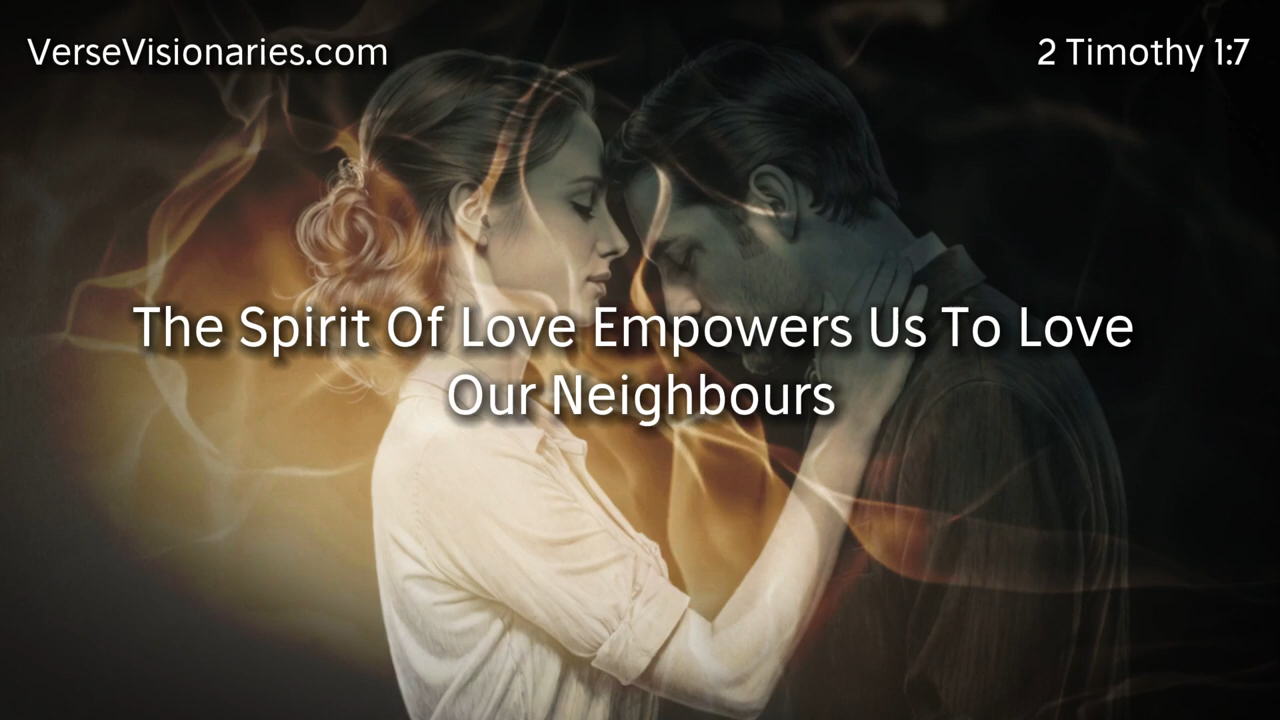 VerseVisionaries.com
2 Timothy 1:7
The Spirit Of Love Empowers Us To Love
Our Neighbours